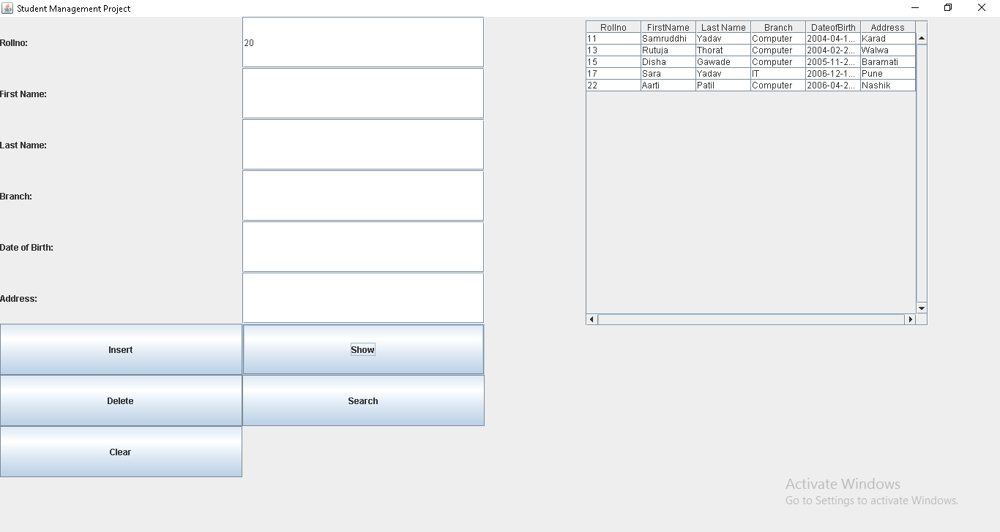 Student Management Project
Rollno:
20
First Name:
Last Name:
Branch:
Date of Birth:
Address:
Insert
Show
Delete
Search
Clear
Rollno FirstName Last Name Branch DateofBirth Address
11 Samruddhi Yadav Computer 2004-04-1... Karad
13 Rutuja Thorat Computer 2004-02-2... Walwa
15 Disha Gawade Computer 2005-11-2... Baramati
17 Sara Yadav IT 2006-12-1... Pune
22 Aarti Patil Computer 2006-04-2... Nashik
Activate Windows
Go to Settings to activate Windows.